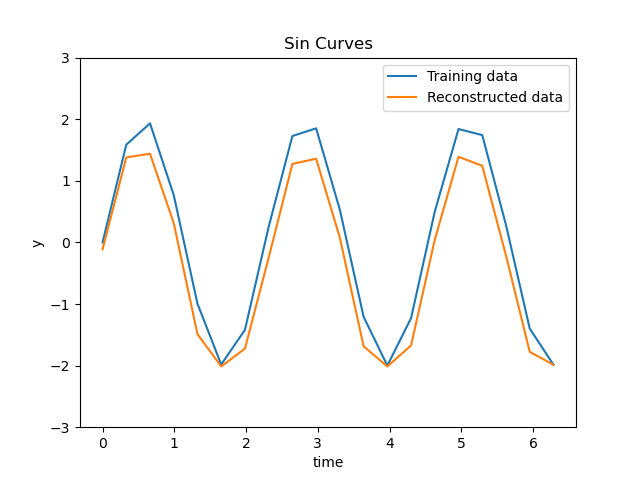 Sin Curves
Training data
Reconstructed data
3
2
1
0
−1
−2
−3
y
0 1 2 3 4 5 6
time